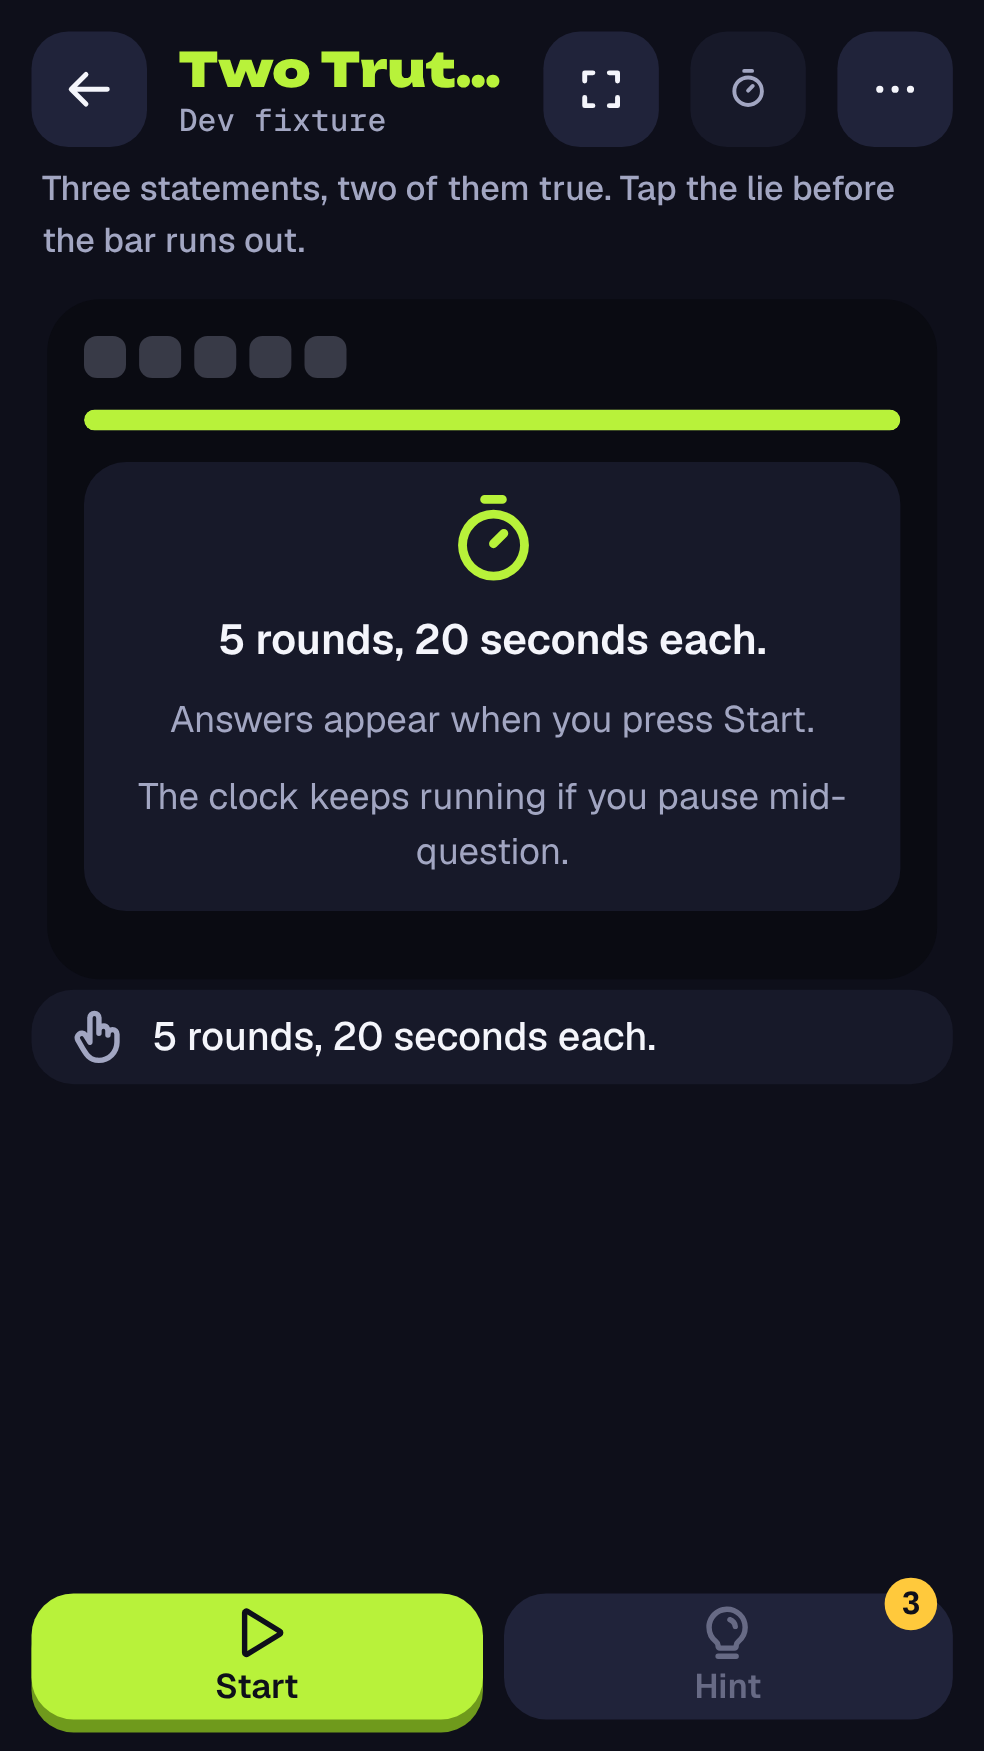 Two Trut...
Dev fixture
Three statements, two of them true. Tap the lie before
the bar runs out.
5 rounds, 20 seconds each.
Answers appear when you press Start.
The clock keeps running if you pause mid-
question.
5 rounds, 20 seconds each.
3
Start
Hint